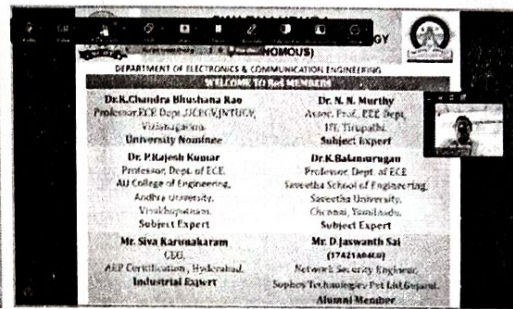 GY
NOMOUS)
DEPARTMENT OF ELECTRONICS & COMMUNICATION ENGINEERING
WELCOME TO BoS MEMBERS
Dr.K.Chandra Bhushana Rao
Professor,ECE Dept.,
Vizianagaram.
University Nominate
Dr. N. N. Murthy
Assoc. Prof., EEE Dept,
IIT, Tirupathi.
Subject Expert
Dr. P.Rajesh Kumar
Professor, Dept. of ECE,
AU College of Engineering,
Andhra University,
Visakhapatnam.
Subject Expert
Dr.K.Balamurugan
Professor, Dept. of ECE
Saveetha School of Engineering,
Saveetha University,
Chennai, Tamilnadu.
Subject Expert
Mr. Siva Karunakaram
CEO,
AEP Certification, Hyderabad.
Industrial Expert
Mr. D.Jaswanth Sai
Network Security Engineer,
Sophos Technologies Pvt Ltd,Gujarat.
Alumni Member